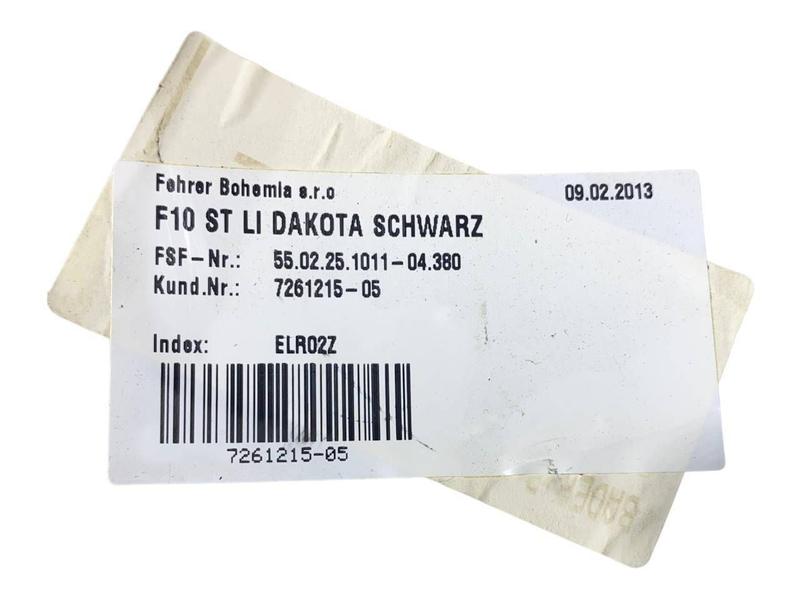 Fehrer Bohemia s.r.o
09.02.2013
F10 ST LI DAKOTA SCHWARZ
FSF-Nr.: 55.02.25.1011-04.380
Kund.Nr.: 7261215-05
Index: ELR02Z
7261215-05